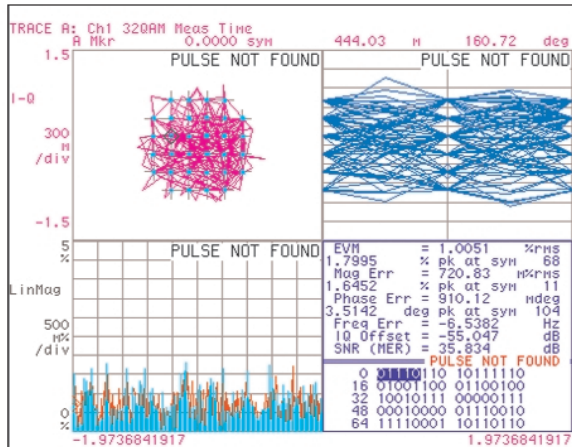 TRACE A: Ch1 32QAM Meas Time
A Mkr 0.0000 sym 444.03 m 160.72 deg
1.5 PULSE NOT FOUND PULSE NOT FOUND
I-Q
300
m
/div
-1.5
5
%
PULSE NOT FOUND
LinMag
500
m%
/div
0
%
-1.9736841917 1.9736841917
EVM = 1.0051 %rms
1.7995 % pk at sym 68
Mag Err = 720.83 m%rms
1.6452 % pk at sym 11
Phase Err = 910.12 mdeg
3.5142 deg pk at sym 104
Freq Err = -6.5382 Hz
IQ Offset = -55.047 dB
SNR (MER) = 35.834 dB
PULSE NOT FOUND
0 01110110 10111110
16 01001100 01100100
32 10010111 00000111
48 00010000 01110010
64 11110001 10110110